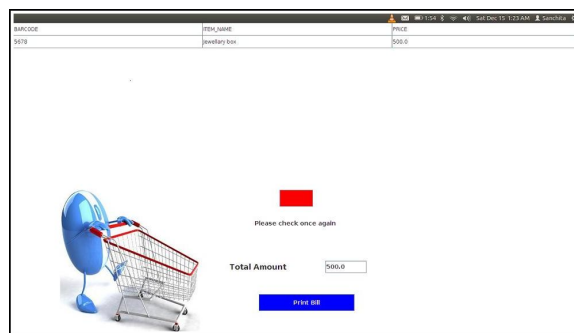 1:54 Sat Dec 15 1:23 AM Sanchita
BARCODE ITEM_NAME PRICE
5678 jewellary box 500.0
Please check once again
Total Amount 500.0
Print Bill